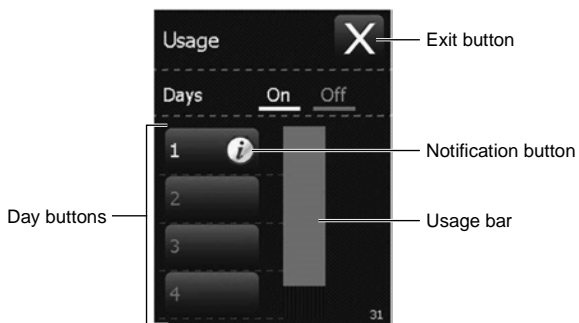 Usage
X
Exit button
Days On Off
1 i
Notification button
2
Day buttons
Usage bar
3
4
31